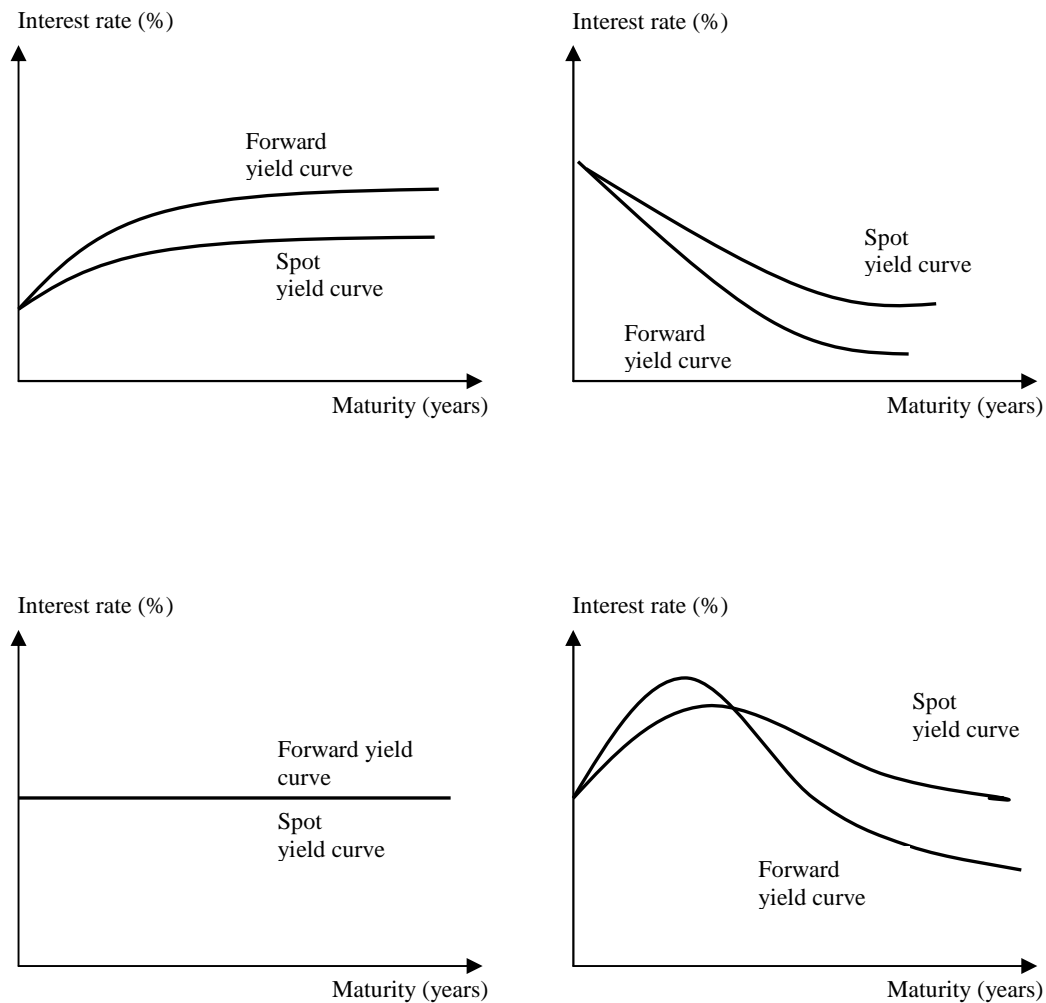 Interest rate (%)
Forward
yield curve
Spot
yield curve
Maturity (years)
Interest rate (%)
Spot
yield curve
Forward
yield curve
Maturity (years)
Interest rate (%)
Forward yield
curve
Spot
yield curve
Maturity (years)
Interest rate (%)
Spot
yield curve
Forward
yield curve
Maturity (years)